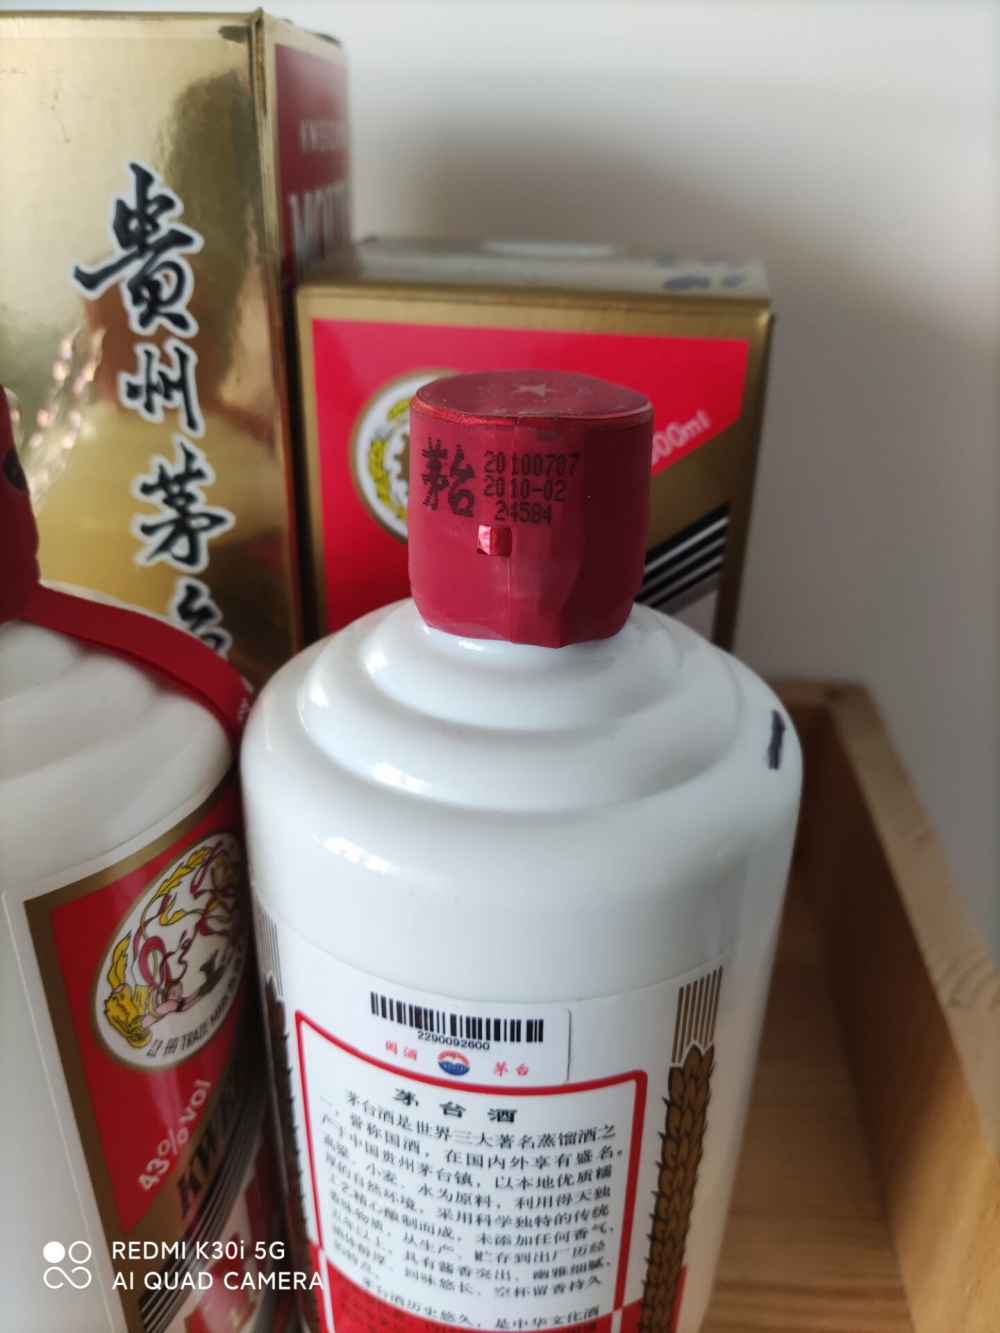 贵州茅台
KWEICHOW
MOUTAI
500ml
茅台
20100707
2010-02
24584
43%vol
2290092600
国酒
茅台
茅台酒
茅台酒是世界三大著名蒸馏酒之
一，誉称国酒，在国内外享有盛名。
产于中国贵州茅台镇，以本地优质糯
高粱、小麦、水为原料，利用得天独
厚的自然环境，采用科学独特的传统
工艺精心酿制而成，未添加任何香气、
香味物质，从生产、贮存到出厂历经
五年以上，具有酱香突出、幽雅细腻、
酒体醇厚、回味悠长、空杯留香持久
的特点。
茅台酒历史悠久，是中华文化酒
REDMI K30i 5G
AI QUAD CAMERA